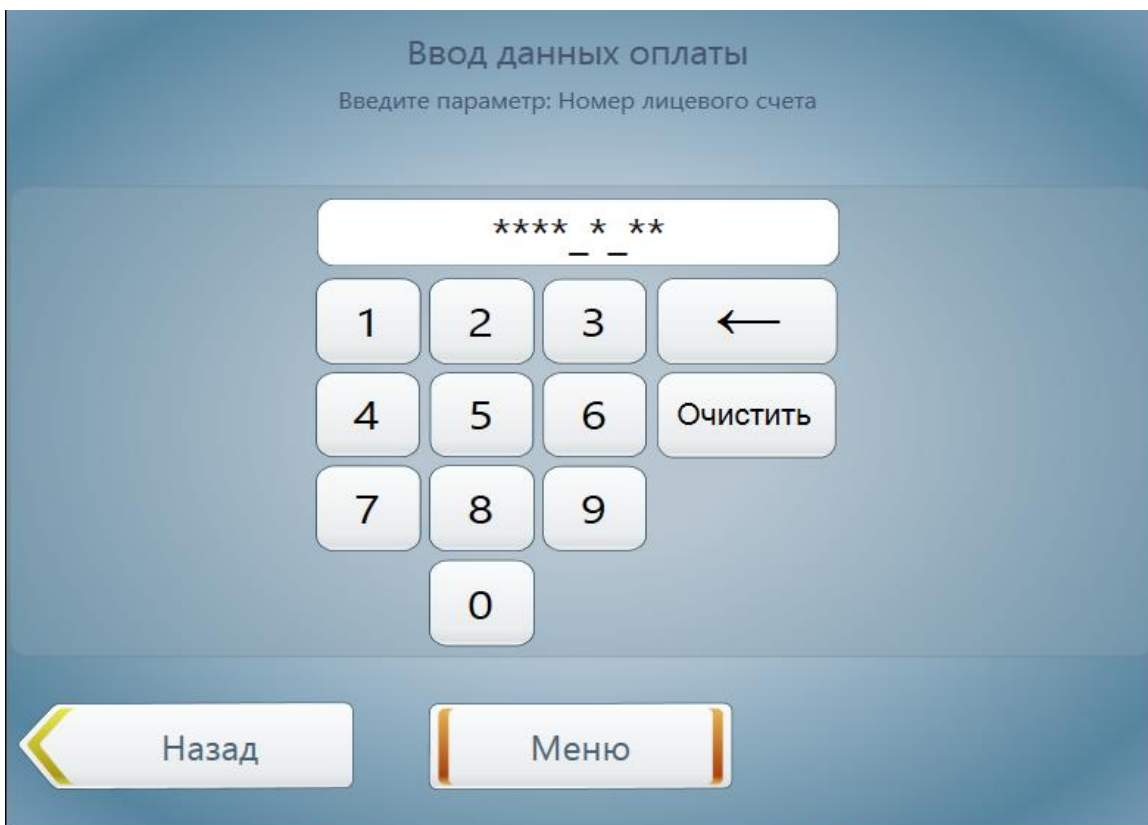 Ввод данных оплаты
Введите параметр: Номер лицевого счета
****_*_**
1 2 3 ←
4 5 6 Очистить
7 8 9
0
Назад Меню